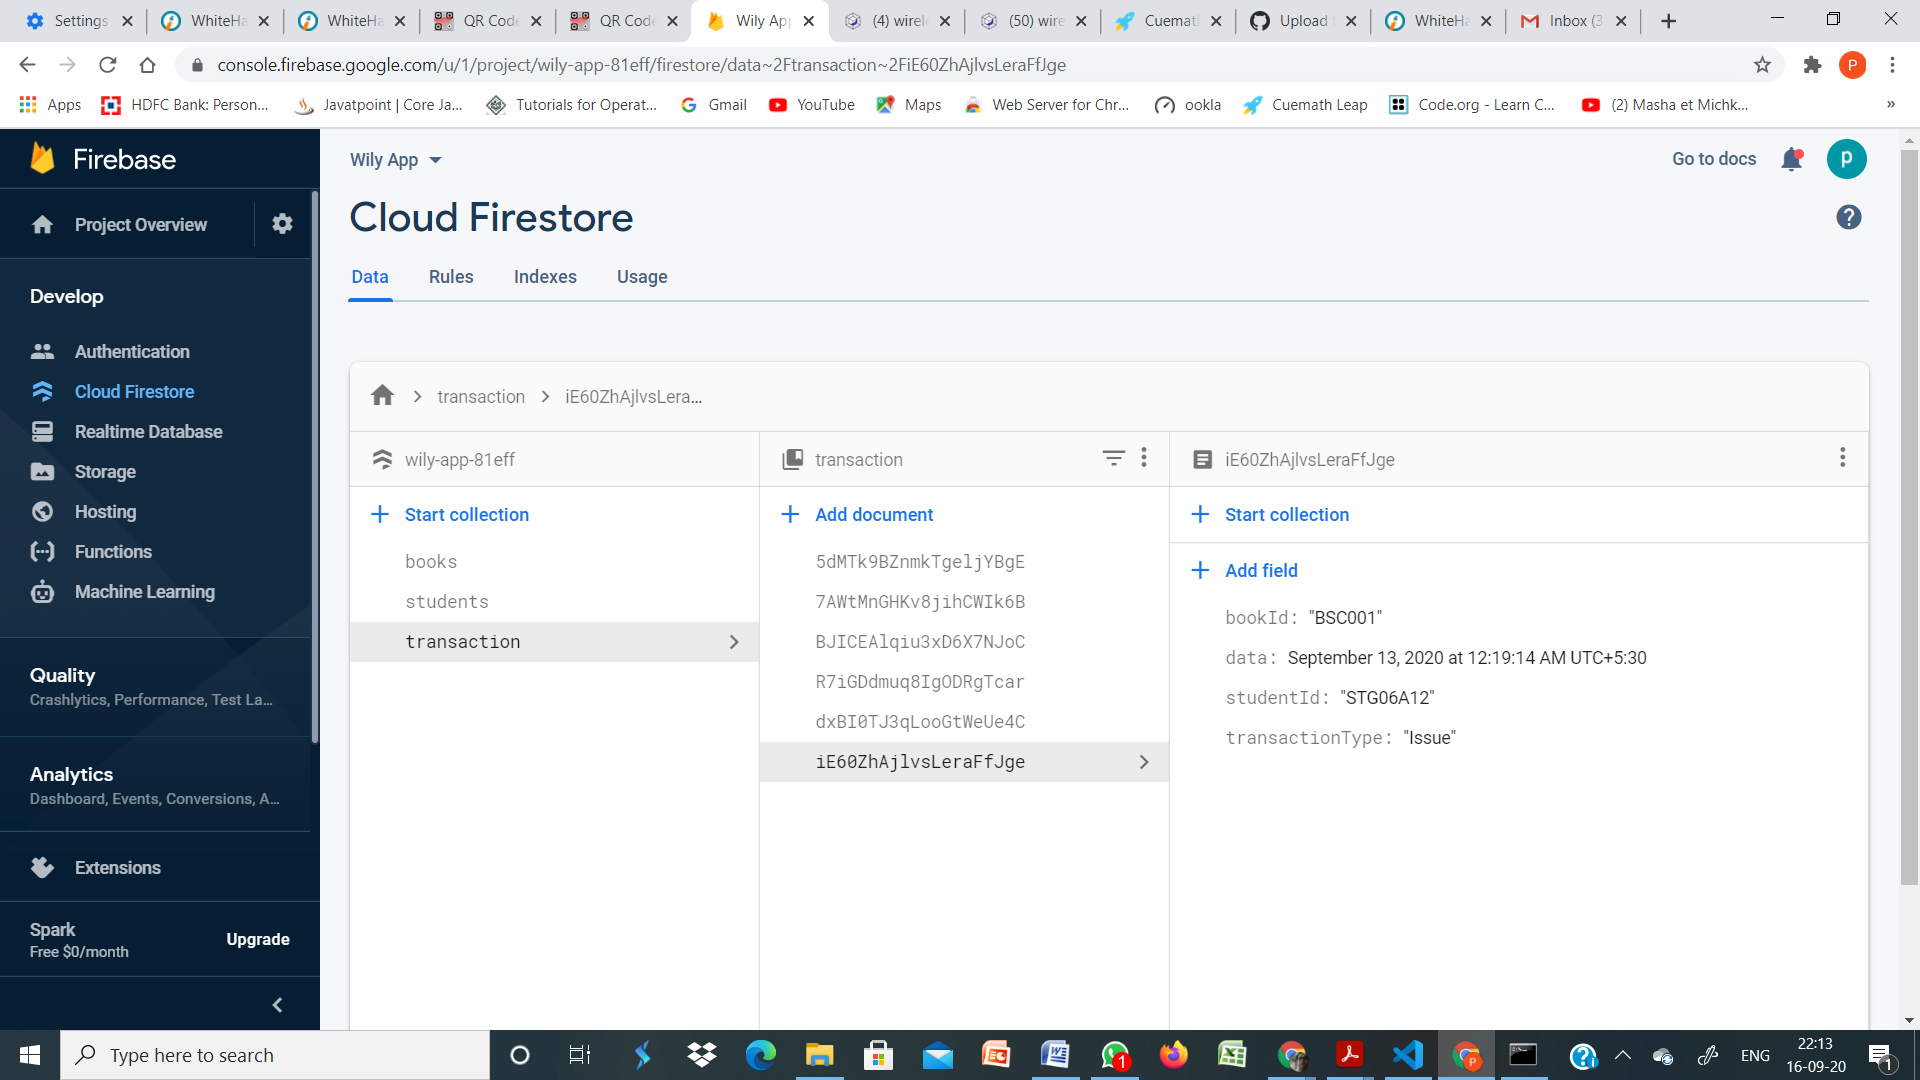 Settings
WhiteHa
WhiteHa
QR Code
QR Code
Wily App
(4) wirele
(50) wire
Cuemath
Upload f
WhiteHa
Inbox (3
console.firebase.google.com/u/1/project/wily-app-81eff/firestore/data~2Ftransaction~2FiE60ZhAjlvsLeraFfJge
P
Apps
HDFC Bank: Person...
Javatpoint | Core Ja...
Tutorials for Operat...
Gmail
YouTube
Maps
Web Server for Chr...
ookla
Cuemath Leap
Code.org - Learn C...
(2) Masha et Michk...
»
Firebase
Wily App
Go to docs
p
Project Overview
Cloud Firestore
?
Data
Rules
Indexes
Usage
Develop
Authentication
Cloud Firestore
Realtime Database
Storage
Hosting
Functions
Machine Learning
Quality
Crashlytics, Performance, Test La...
Analytics
Dashboard, Events, Conversions, A...
Extensions
Spark
Free $0/month
Upgrade
transaction
iE60ZhAjlvsLera...
wily-app-81eff
Start collection
books
students
transaction
transaction
Add document
5dMTk9BZnmkTgeljYBgE
7AWtMnGHKv8jihCWIk6B
BJICEAlqiu3xD6X7NJoC
R7iGDdmuq8IgODRgTcar
dxBI0TJ3qLooGtWeUe4C
iE60ZhAjlvsLeraFfJge
iE60ZhAjlvsLeraFfJge
Start collection
Add field
bookId: "BSC001"
data: September 13, 2020 at 12:19:14 AM UTC+5:30
studentId: "STG06A12"
transactionType: "Issue"
Type here to search
1
ENG
22:13
16-09-20
1